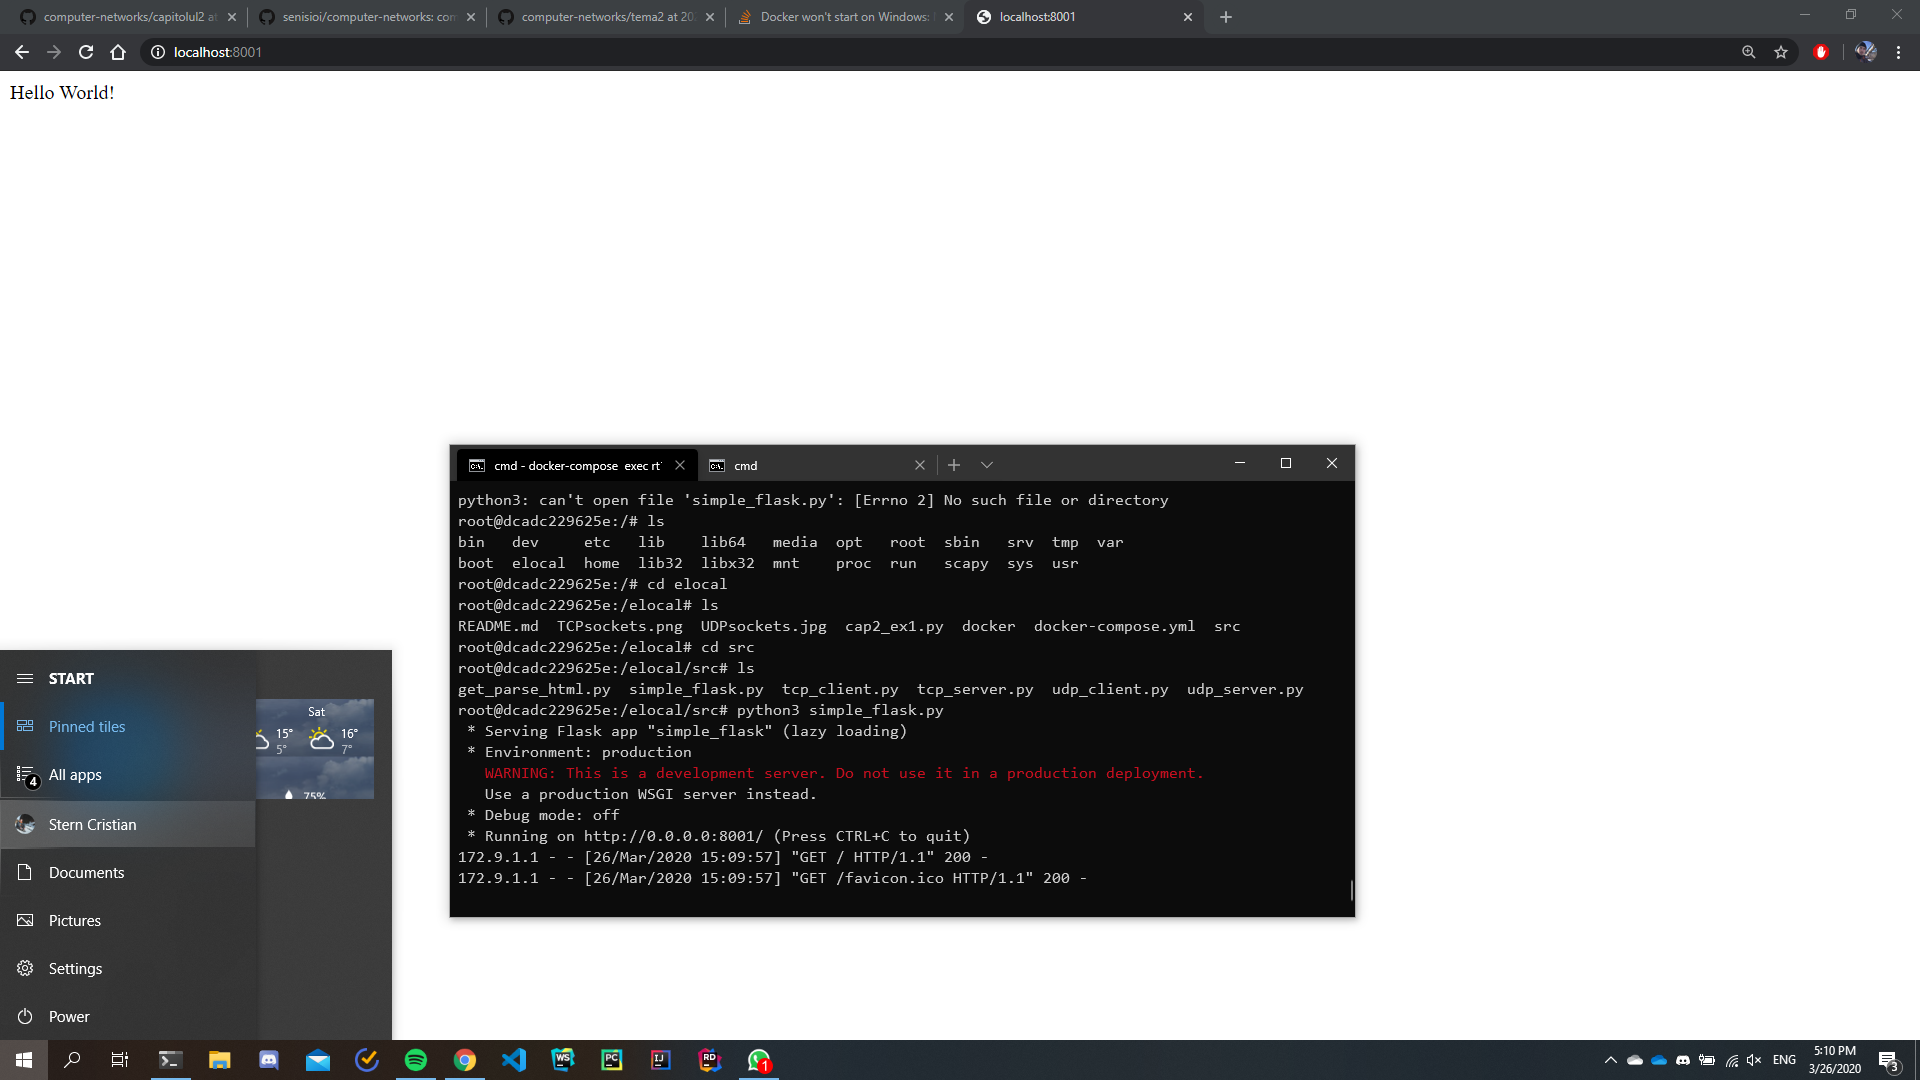 computer-networks/capitolul2 at
senisioi/computer-networks: com
computer-networks/tema2 at 202
Docker won't start on Windows:
localhost:8001
localhost:8001
Hello World!
cmd - docker-compose  exec rt
cmd
python3: can't open file 'simple_flask.py': [Errno 2] No such file or directory
root@dcadc229625e:/# ls
bin   dev     etc   lib    lib64   media  opt   root  sbin   srv  tmp  var
boot  elocal  home  lib32  libx32  mnt    proc  run   scapy  sys  usr
root@dcadc229625e:/# cd elocal
root@dcadc229625e:/elocal# ls
README.md  TCPsockets.png  UDPsockets.jpg  cap2_ex1.py  docker  docker-compose.yml  src
root@dcadc229625e:/elocal# cd src
root@dcadc229625e:/elocal/src# ls
get_parse_html.py  simple_flask.py  tcp_client.py  tcp_server.py  udp_client.py  udp_server.py
root@dcadc229625e:/elocal/src# python3 simple_flask.py
 * Serving Flask app "simple_flask" (lazy loading)
 * Environment: production
   WARNING: This is a development server. Do not use it in a production deployment.
   Use a production WSGI server instead.
 * Debug mode: off
 * Running on http://0.0.0.0:8001/ (Press CTRL+C to quit)
172.9.1.1 - - [26/Mar/2020 15:09:57] "GET / HTTP/1.1" 200 -
172.9.1.1 - - [26/Mar/2020 15:09:57] "GET /favicon.ico HTTP/1.1" 200 -
START
Pinned tiles
All apps
4
Stern Cristian
Documents
Pictures
Settings
Power
Sat
15° 16°
5° 7°
75%
WS
PC
IJ
RD
1
ENG
5:10 PM
3/26/2020
3